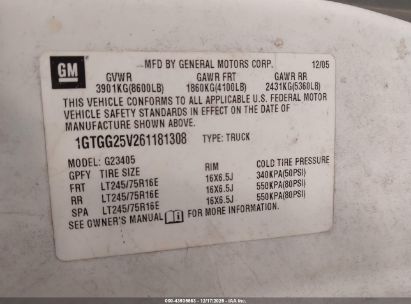 MFD BY GENERAL MOTORS CORP. 12/05
GM
GVWR GAWR FRT GAWR RR
3901KG(8600LB) 1860KG(4100LB) 2431KG(5360LB)
THIS VEHICLE CONFORMS TO ALL APPLICABLE U.S. FEDERAL MOTOR
VEHICLE SAFETY STANDARDS IN EFFECT ON THE DATE OF
MANUFACTURE SHOWN ABOVE.
1GTGG25V261181308 TYPE: TRUCK
MODEL: G23405
GPFY TIRE SIZE RIM COLD TIRE PRESSURE
FRT LT245/75R16E 16X6.5J 340KPA(50PSI)
RR LT245/75R16E 16X6.5J 550KPA(80PSI)
SPA LT245/75R16E 16X6.5J 550KPA(80PSI)
SEE OWNER'S MANUAL FOR MORE INFORMATION.